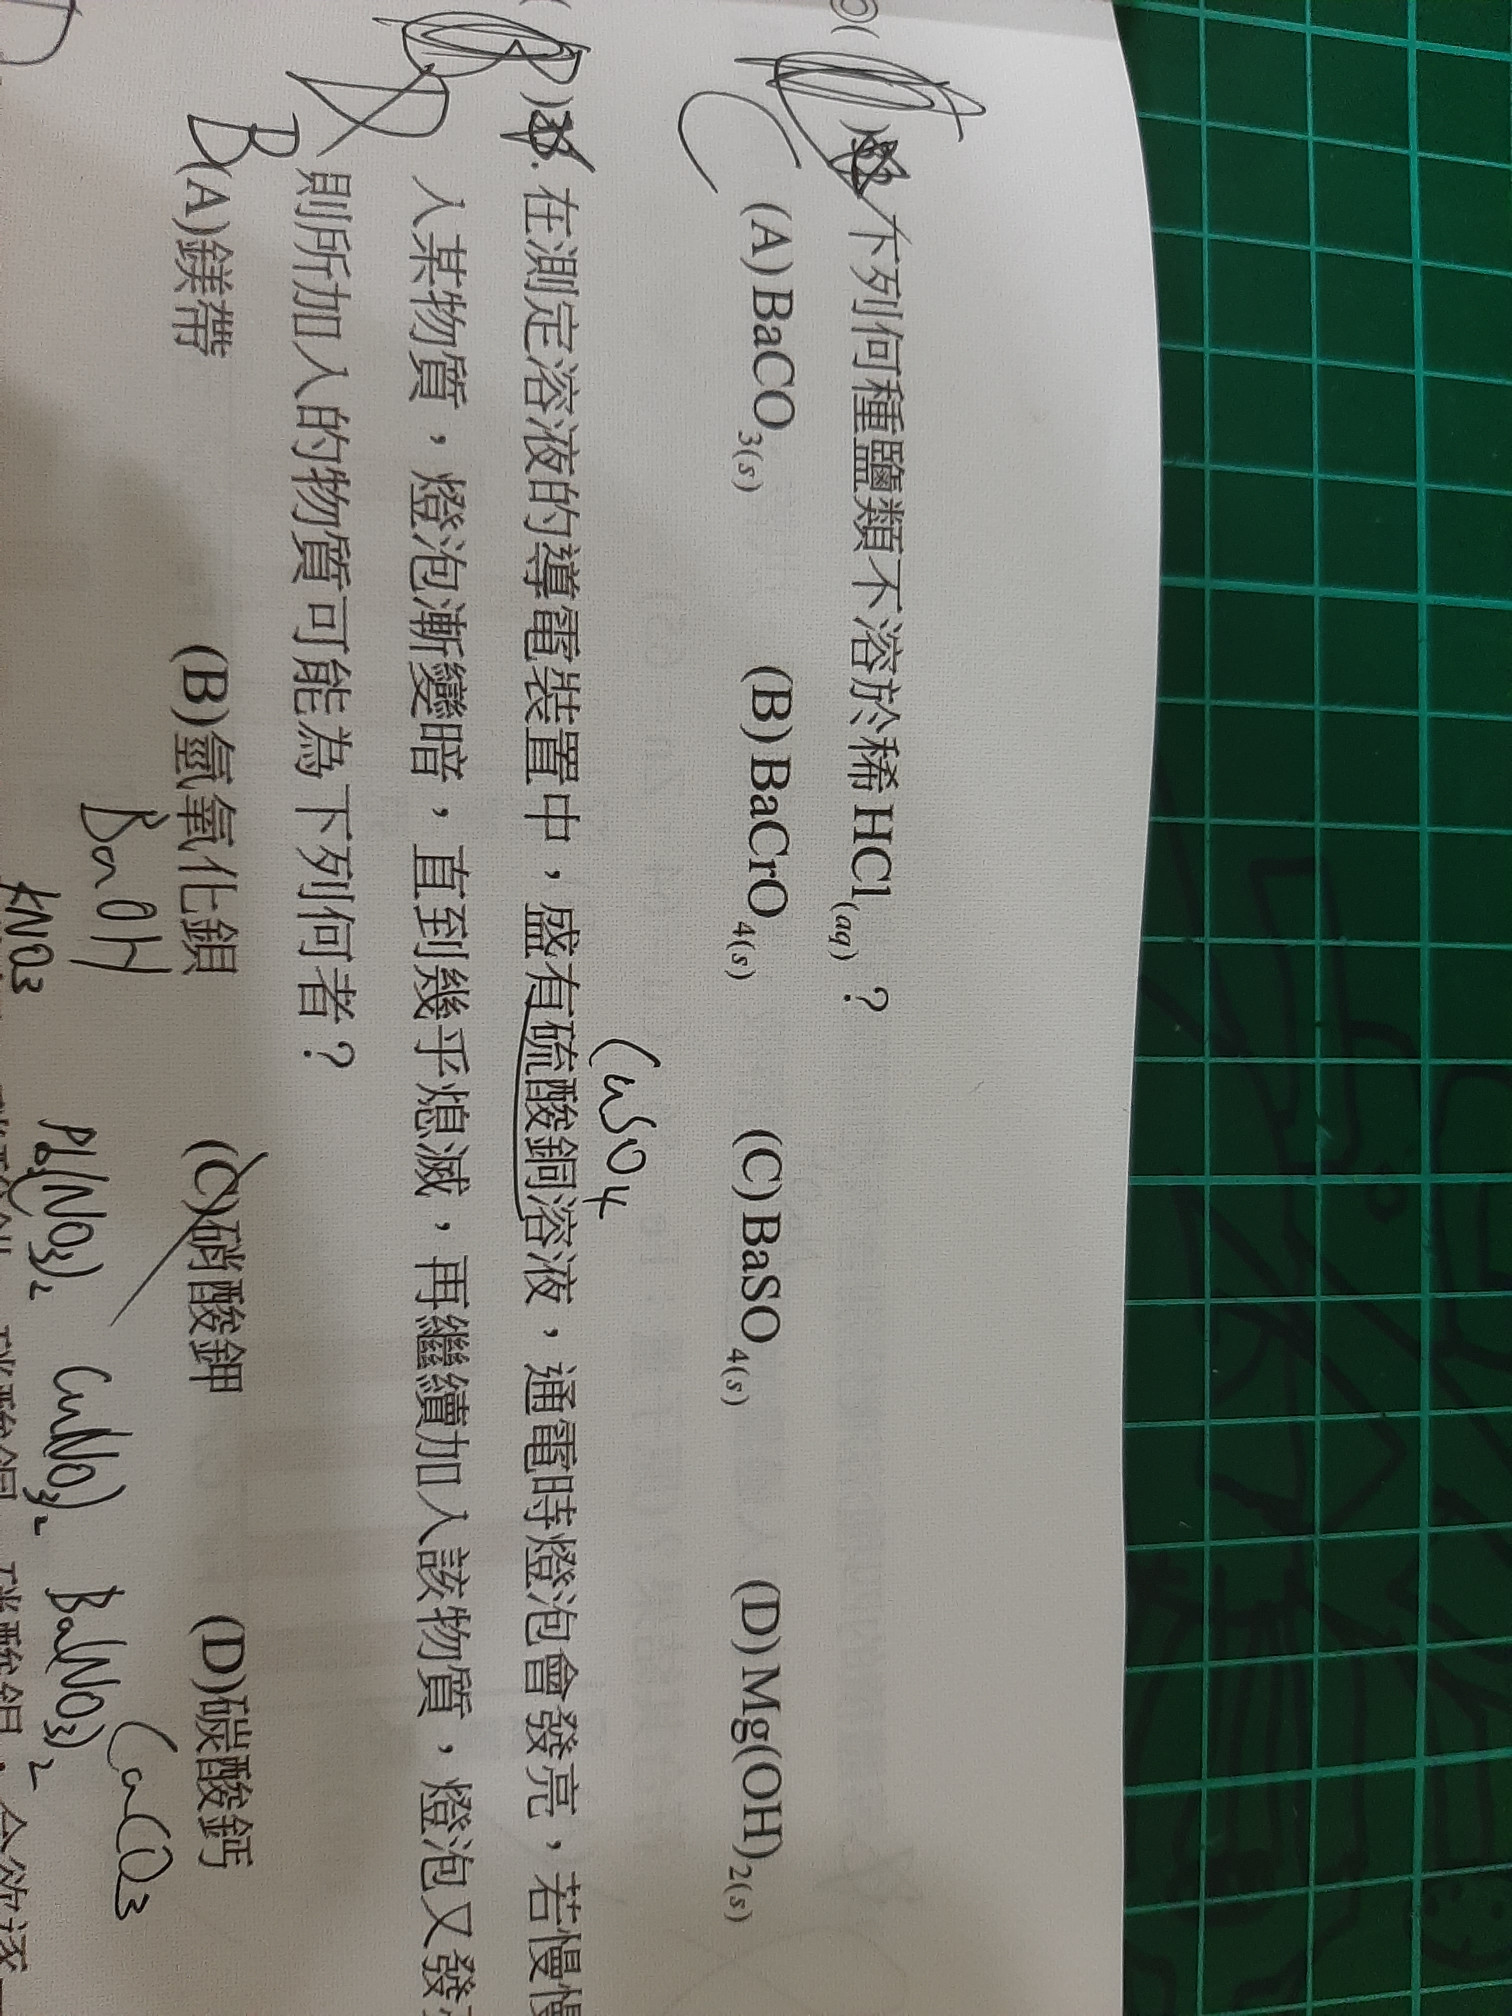 下列何種鹽類不溶於稀HCl(aq)？
C (A)BaCO3(s) (B)BaCrO4(s) (C)BaSO4(s) (D)Mg(OH)2(s)
CuSO4
在測定溶液的導電裝置中，盛有硫酸銅溶液，通電時燈泡會發亮，若慢慢
入某物質，燈泡漸變暗，直到幾乎熄滅，再繼續加入該物質，燈泡又發
則所加入的物質可能為下列何者？
B (A)鎂帶 (B)氫氧化鋇 (C)硝酸鉀 (D)碳酸鈣
BaOH CaCO3
KNO3 Pb(NO3)2 Cu(NO3)2 Ba(NO3)2